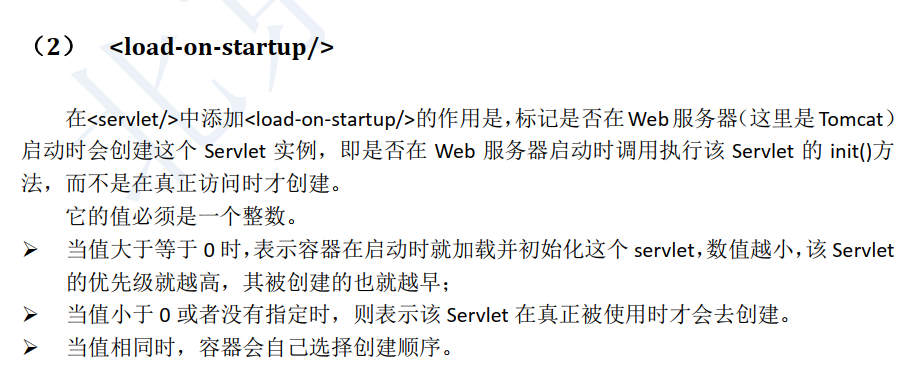 （2） <load-on-startup/>
在<servlet/>中添加<load-on-startup/>的作用是，标记是否在 Web 服务器（这里是 Tomcat）
启动时会创建这个 Servlet 实例，即是否在 Web 服务器启动时调用执行该 Servlet 的 init()方
法，而不是在真正访问时才创建。
它的值必须是一个整数。
➢ 当值大于等于 0 时，表示容器在启动时就加载并初始化这个 servlet，数值越小，该 Servlet
的优先级就越高，其被创建的也就越早；
➢ 当值小于 0 或者没有指定时，则表示该 Servlet 在真正被使用时才会去创建。
➢ 当值相同时，容器会自己选择创建顺序。